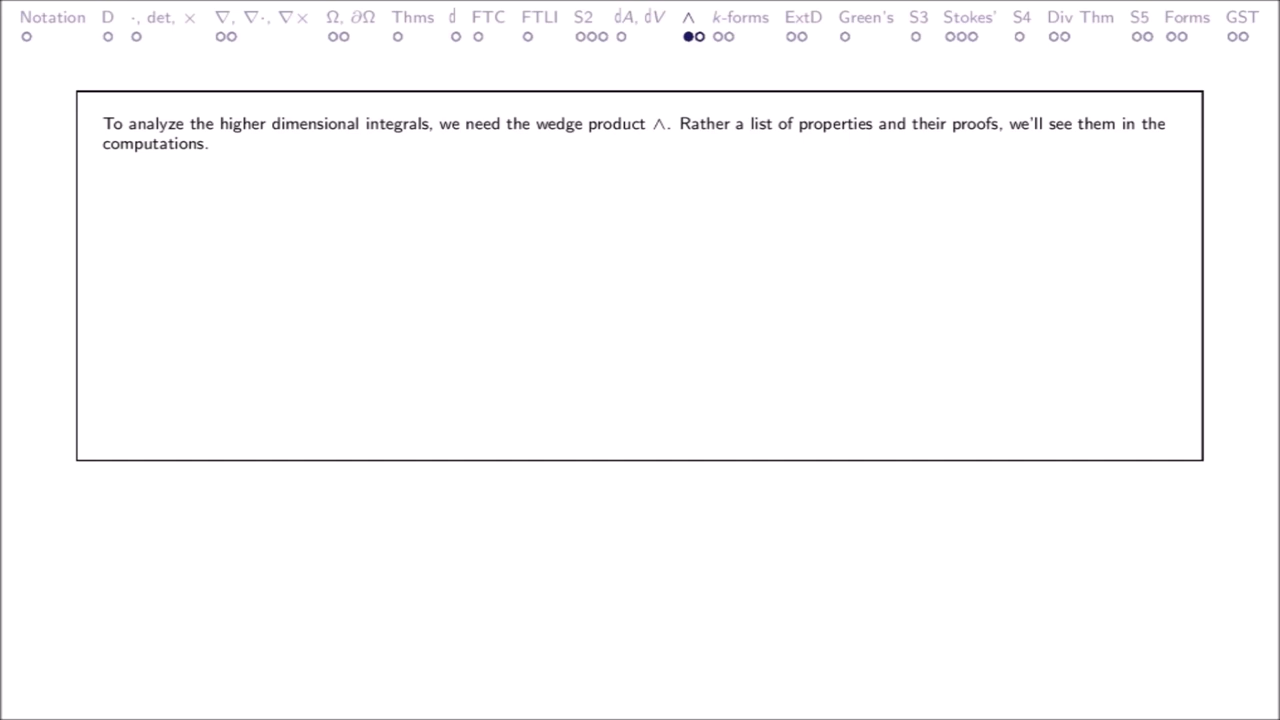 Notation D ·, det, × ∇, ∇·, ∇× Ω, ∂Ω Thms d FTC FTLI S2 dA, dV ∧ k-forms ExtD Green's S3 Stokes' S4 Div Thm S5 Forms GST
To analyze the higher dimensional integrals, we need the wedge product ∧. Rather a list of properties and their proofs, we'll see them in the
computations.